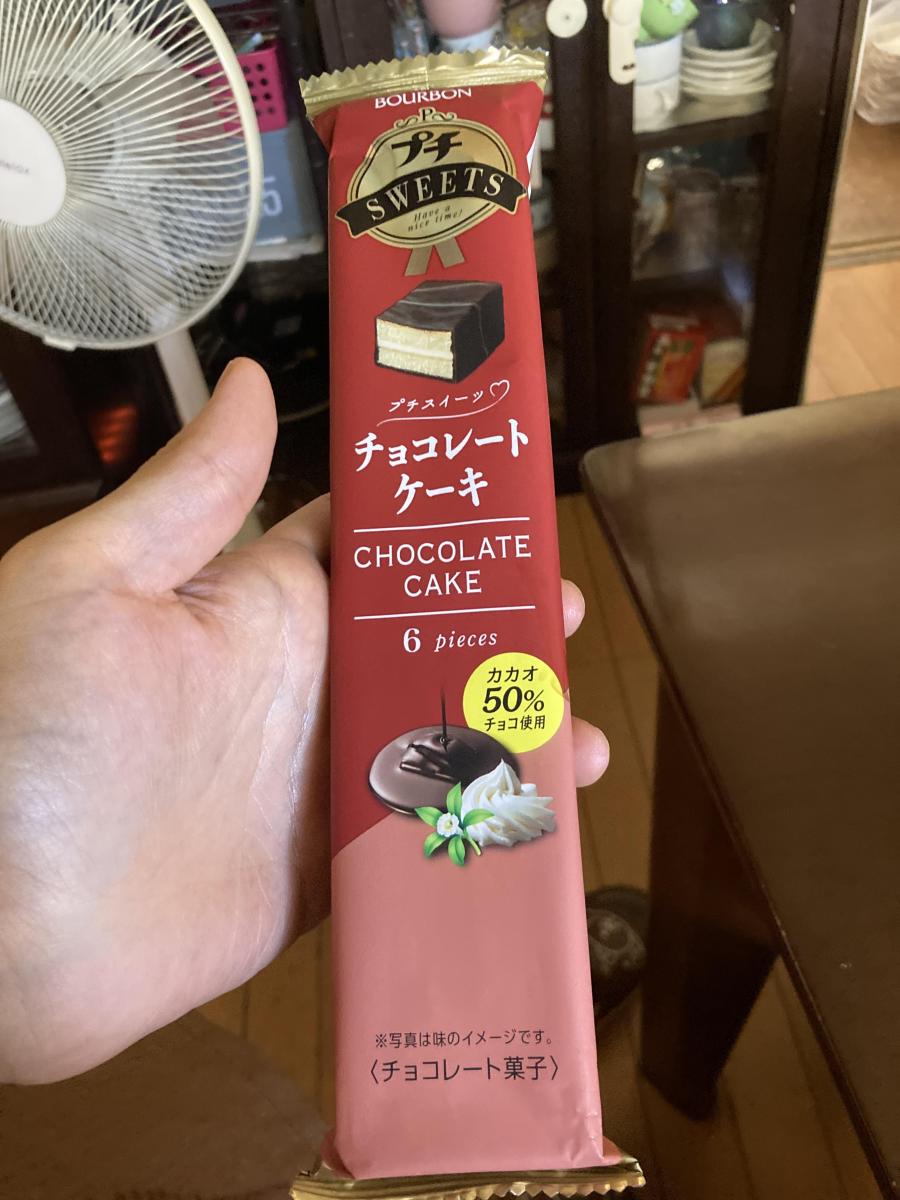 BOURBON
P
プチ
SWEETS
Have a
nice time!
プチスイーツ♡
チョコレート
ケーキ
CHOCOLATE
CAKE
6 pieces
カカオ
50%
チョコ使用
※写真は味のイメージです。
〈チョコレート菓子〉
5